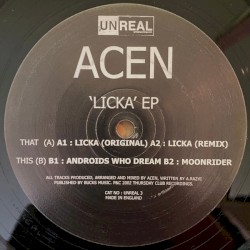 UNREAL
ACEN
'LICKA' EP
THAT (A) A1 : LICKA (ORIGINAL) A2 : LICKA (REMIX)
THIS (B) B1 : ANDROIDS WHO DREAM B2 : MOONRIDER
ALL TRACKS PRODUCED, ARRANGED AND MIXED BY ACEN, WRITTEN BY A RAZVI
PUBLISHED BY BUCKS MUSIC. P&C 2002 THURSDAY CLUB RECORDINGS.
CAT NO : UNREAL 3
MADE IN ENGLAND